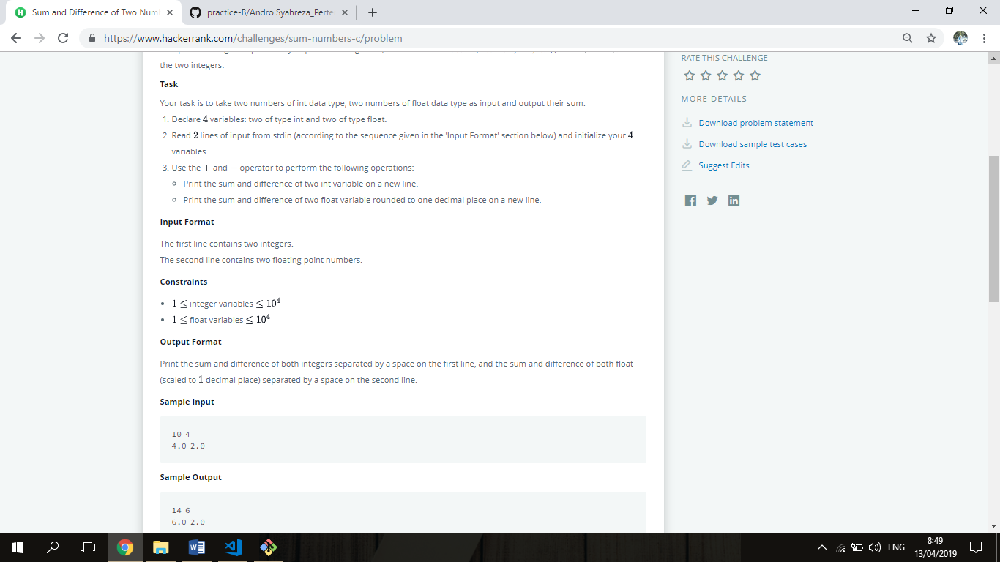 Sum and Difference of Two Num
practice-B/Andro Syahreza_Perte
https://www.hackerrank.com/challenges/sum-numbers-c/problem
the two integers.
Task
Your task is to take two numbers of int data type, two numbers of float data type as input and output their sum:
1. Declare 4 variables: two of type int and two of type float.
2. Read 2 lines of input from stdin (according to the sequence given in the 'Input Format' section below) and initialize your 4
variables.
3. Use the + and − operator to perform the following operations:
Print the sum and difference of two int variable on a new line.
Print the sum and difference of two float variable rounded to one decimal place on a new line.
Input Format
The first line contains two integers.
The second line contains two floating point numbers.
Constraints
• 1 ≤ integer variables ≤ 10⁴
• 1 ≤ float variables ≤ 10⁴
Output Format
Print the sum and difference of both integers separated by a space on the first line, and the sum and difference of both float
(scaled to 1 decimal place) separated by a space on the second line.
Sample Input
10 4
4.0 2.0
Sample Output
14 6
6.0 2.0
RATE THIS CHALLENGE
MORE DETAILS
Download problem statement
Download sample test cases
Suggest Edits
ENG
8:49
13/04/2019